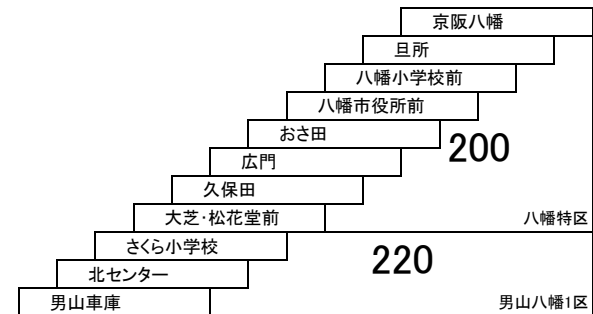 京阪八幡
旦所
八幡小学校前
八幡市役所前
おさ田
200
広門
久保田
大芝・松花堂前
八幡特区
さくら小学校
220
北センター
男山車庫
男山八幡1区